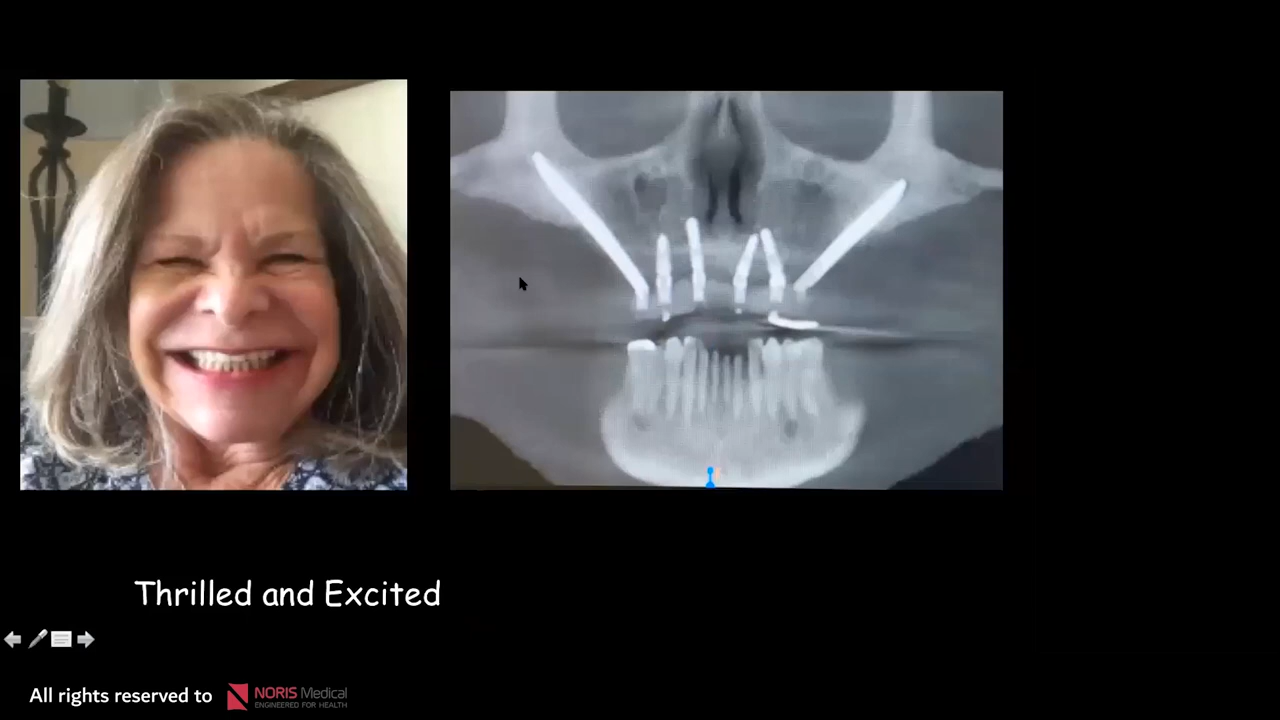 Thrilled and Excited
All rights reserved to NORIS Medical
ENGINEERED FOR HEALTH